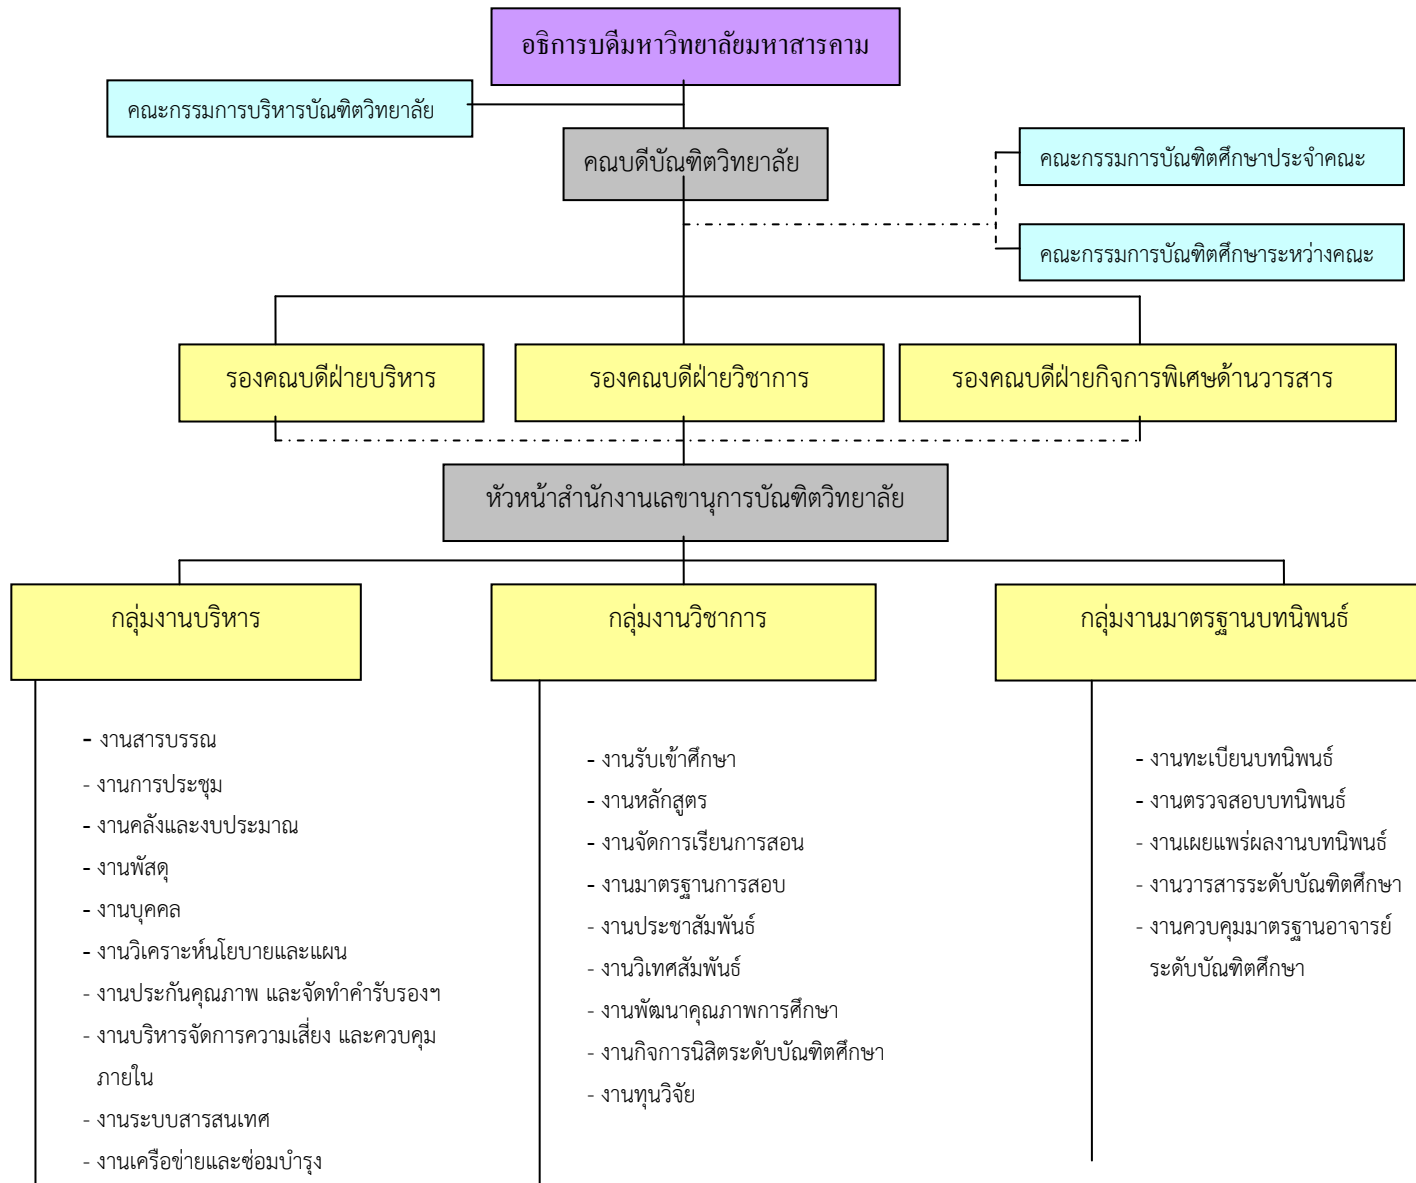 อธิการบดีมหาวิทยาลัยมหาสารคาม
คณะกรรมการบริหารบัณฑิตวิทยาลัย
คณบดีบัณฑิตวิทยาลัย
คณะกรรมการบัณฑิตศึกษาประจำคณะ
คณะกรรมการบัณฑิตศึกษาระหว่างคณะ
รองคณบดีฝ่ายบริหาร
รองคณบดีฝ่ายวิชาการ
รองคณบดีฝ่ายกิจการพิเศษด้านวารสาร
หัวหน้าสำนักงานเลขานุการบัณฑิตวิทยาลัย
กลุ่มงานบริหาร
- งานสารบรรณ
- งานการประชุม
- งานคลังและงบประมาณ
- งานพัสดุ
- งานบุคคล
- งานวิเคราะห์นโยบายและแผน
- งานประกันคุณภาพ และจัดทำคำรับรองฯ
- งานบริหารจัดการความเสี่ยง และควบคุม
ภายใน
- งานระบบสารสนเทศ
- งานเครือข่ายและซ่อมบำรุง
กลุ่มงานวิชาการ
- งานรับเข้าศึกษา
- งานหลักสูตร
- งานจัดการเรียนการสอน
- งานมาตรฐานการสอบ
- งานประชาสัมพันธ์
- งานวิเทศสัมพันธ์
- งานพัฒนาคุณภาพการศึกษา
- งานกิจการนิสิตระดับบัณฑิตศึกษา
- งานทุนวิจัย
กลุ่มงานมาตรฐานบทนิพนธ์
- งานทะเบียนบทนิพนธ์
- งานตรวจสอบบทนิพนธ์
- งานเผยแพร่ผลงานบทนิพนธ์
- งานวารสารระดับบัณฑิตศึกษา
- งานควบคุมมาตรฐานอาจารย์
ระดับบัณฑิตศึกษา